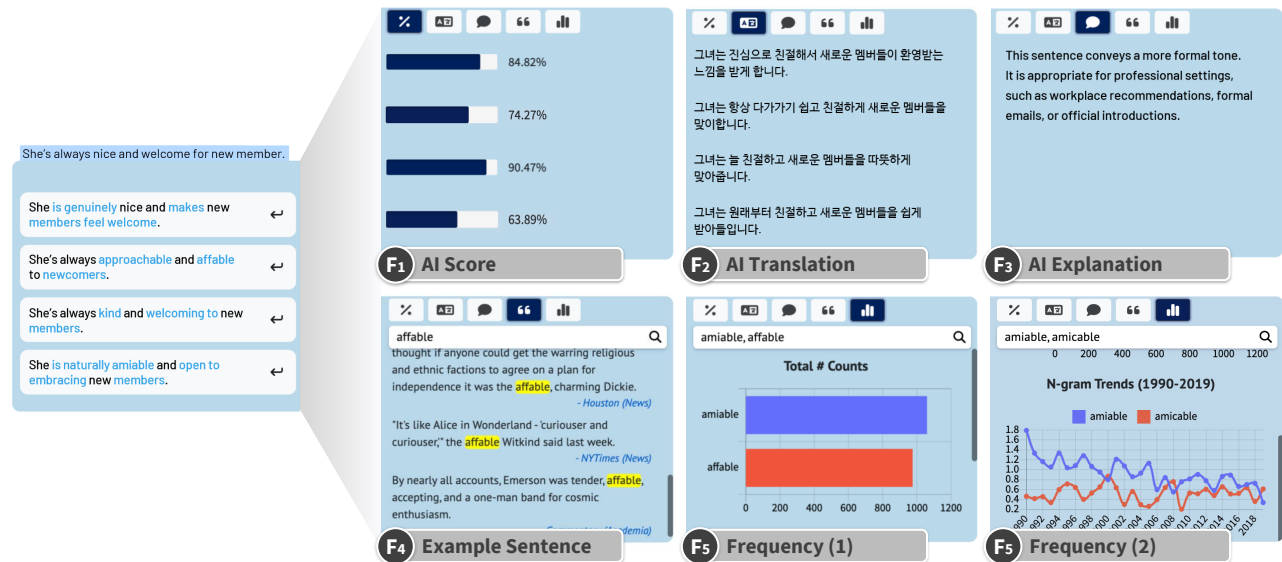 She's always nice and welcome for new member.
She is genuinely nice and makes new
members feel welcome.
She's always approachable and affable
to newcomers.
She's always kind and welcoming to new
members.
She is naturally amiable and open to
embracing new members.
84.82%
74.27%
90.47%
63.89%
F1 AI Score
그녀는 진심으로 친절해서 새로운 멤버들이 환영받는
느낌을 받게 합니다.
그녀는 항상 다가가기 쉽고 친절하게 새로운 멤버들을
맞이합니다.
그녀는 늘 친절하고 새로운 멤버들을 따뜻하게
맞아줍니다.
그녀는 원래부터 친절하고 새로운 멤버들을 쉽게
받아들입니다.
F2 AI Translation
This sentence conveys a more formal tone.
It is appropriate for professional settings,
such as workplace recommendations, formal
emails, or official introductions.
F3 AI Explanation
affable
thought if anyone could get the warring religious
and ethnic factions to agree on a plan for
independence it was the affable, charming Dickie.
- Houston (News)
"It's like Alice in Wonderland - 'curiouser and
curiouser,'" the affable Witkind said last week.
- NYTimes (News)
By nearly all accounts, Emerson was tender, affable,
accepting, and a one-man band for cosmic
enthusiasm.
F4 Example Sentence
amiable, affable
Total # Counts
amiable
affable
0 200 400 600 800 1000 1200
F5 Frequency (1)
amiable, amicable
0 200 400 600 800 1000 1200
N-gram Trends (1990-2019)
amiable amicable
1.8
1.6
1.4
1.2
1.0
0.8
0.6
0.4
0.2
1992 1994 1996 1998 2000 2002 2004 2006 2008 2010 2012 2014 2016 2018
F5 Frequency (2)